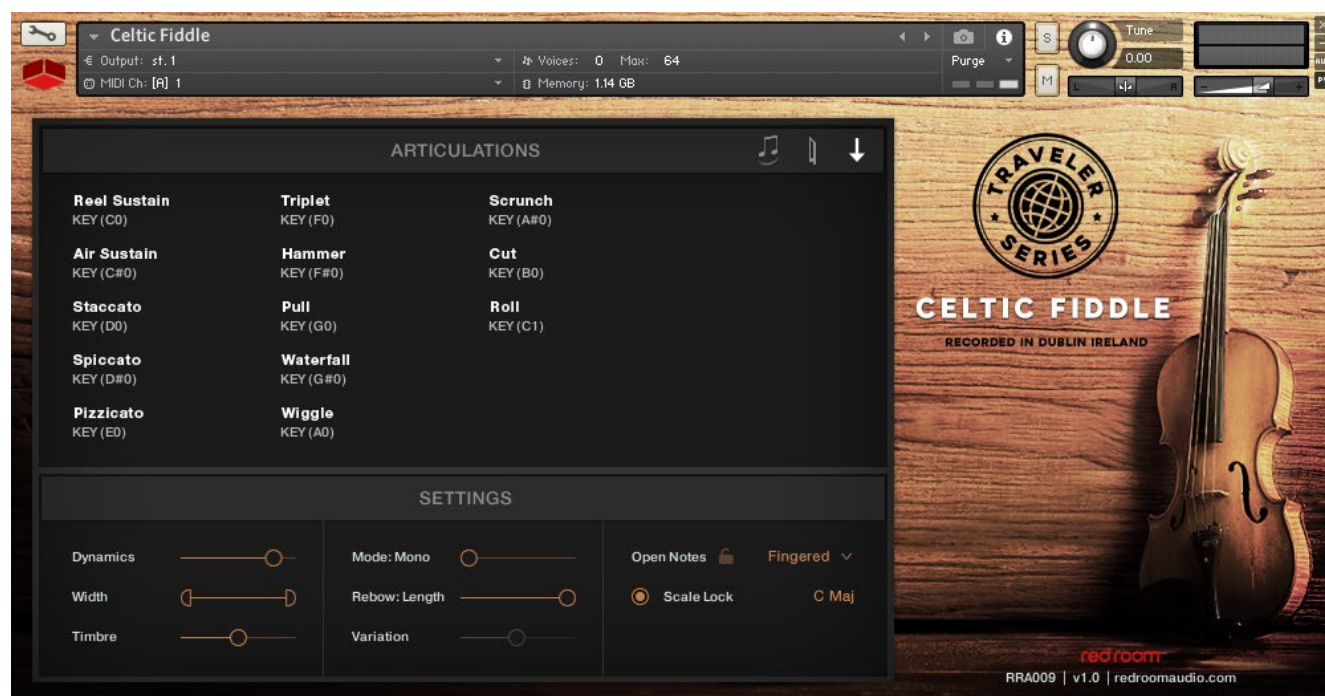 Celtic Fiddle
Output: st. 1
Voices: 0 Max: 64
Purge
MIDI Ch: [A] 1
Memory: 1.14 GB
S
M
Tune
0.00
L R
- +
ARTICULATIONS
Reel Sustain
KEY (C0)
Air Sustain
KEY (C#0)
Staccato
KEY (D0)
Spiccato
KEY (D#0)
Pizzicato
KEY (E0)
Triplet
KEY (F0)
Hammer
KEY (F#0)
Pull
KEY (G0)
Waterfall
KEY (G#0)
Wiggle
KEY (A0)
Scrunch
KEY (A#0)
Cut
KEY (B0)
Roll
KEY (C1)
SETTINGS
Dynamics
Width
Timbre
Mode: Mono
Rebow: Length
Variation
Open Notes Fingered
Scale Lock C Maj
TRAVELER
SERIES
CELTIC FIDDLE
RECORDED IN DUBLIN IRELAND
red room
RRA009 | v1.0 | redroomaudio.com